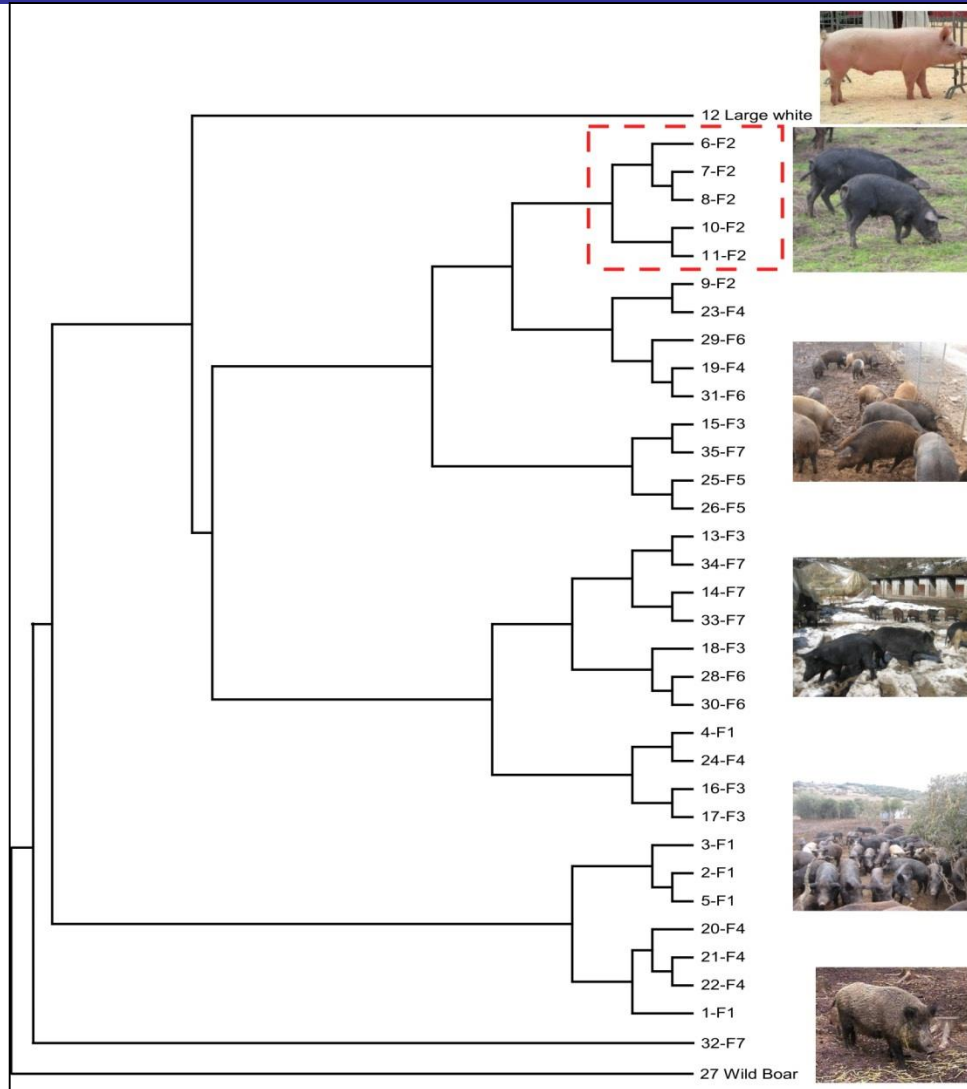 12 Large white
6-F2
7-F2
8-F2
10-F2
11-F2
9-F2
23-F4
29-F6
19-F4
31-F6
15-F3
35-F7
25-F5
26-F5
13-F3
34-F7
14-F7
33-F7
18-F3
28-F6
30-F6
4-F1
24-F4
16-F3
17-F3
3-F1
2-F1
5-F1
20-F4
21-F4
22-F4
1-F1
32-F7
27 Wild Boar